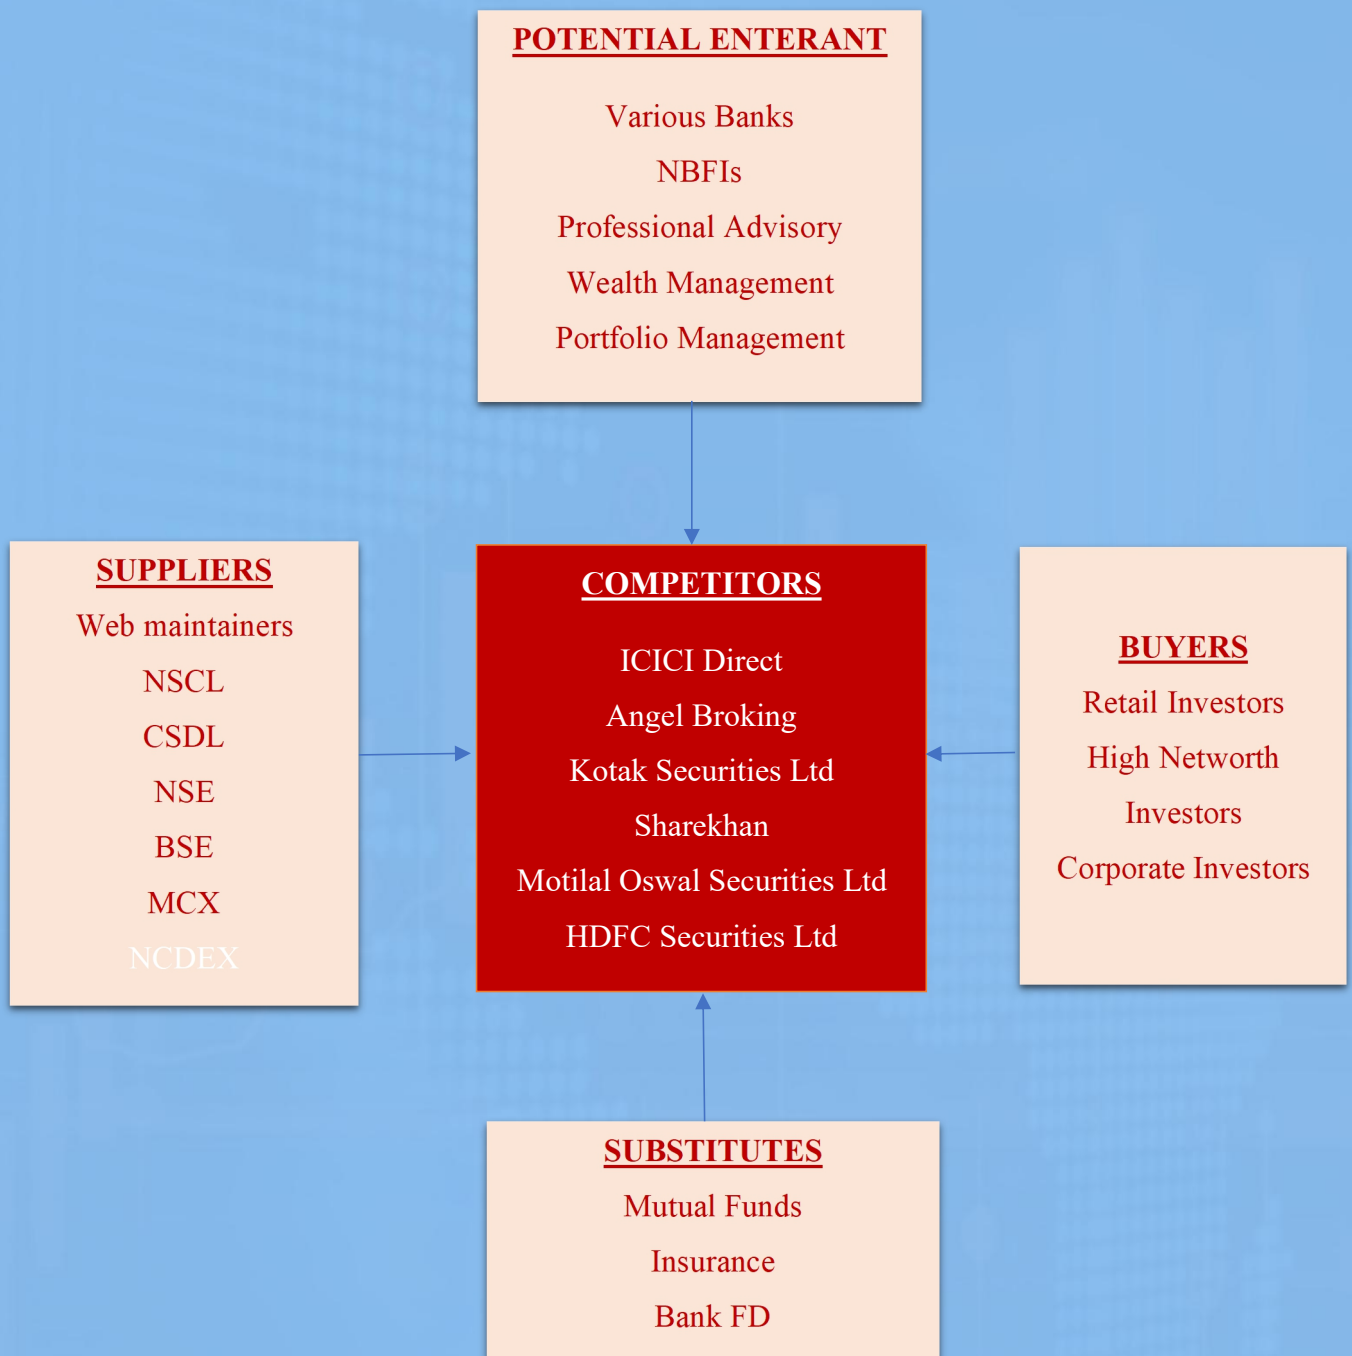 POTENTIAL ENTERANT
Various Banks
NBFIs
Professional Advisory
Wealth Management
Portfolio Management
SUPPLIERS
Web maintainers
NSCL
CSDL
NSE
BSE
MCX
NCDEX
COMPETITORS
ICICI Direct
Angel Broking
Kotak Securities Ltd
Sharekhan
Motilal Oswal Securities Ltd
HDFC Securities Ltd
BUYERS
Retail Investors
High Networth
Investors
Corporate Investors
SUBSTITUTES
Mutual Funds
Insurance
Bank FD